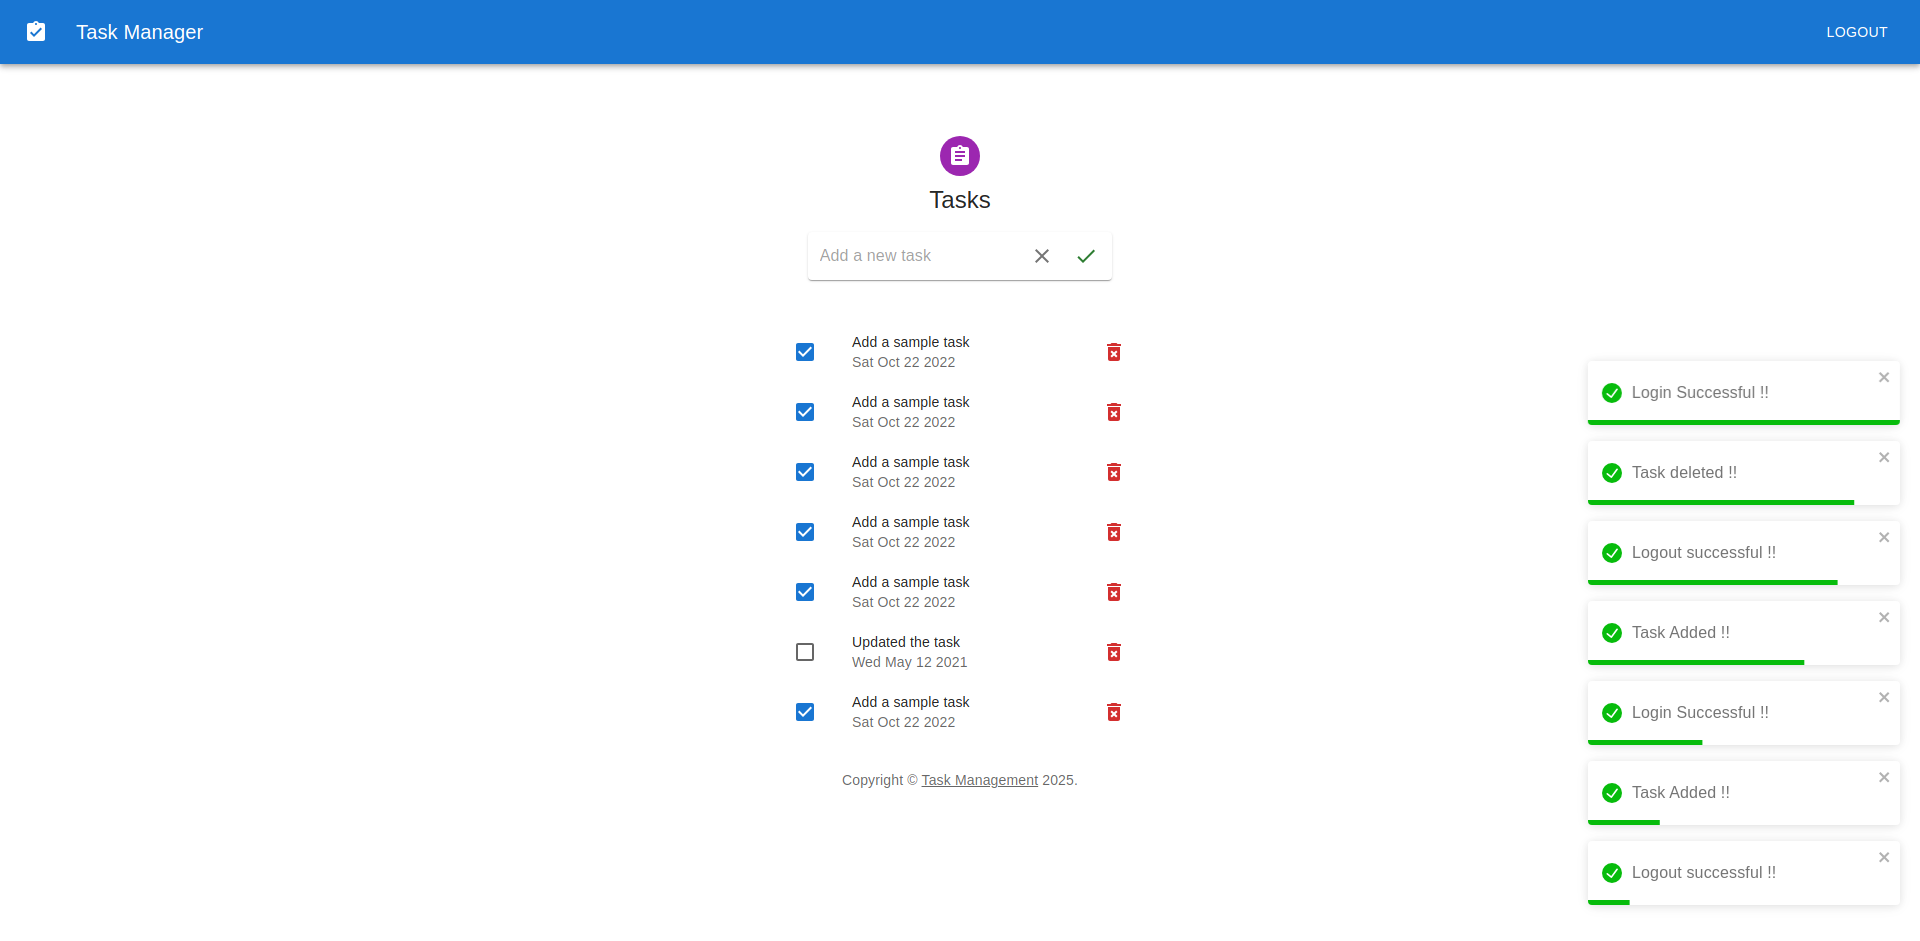 Task Manager
LOGOUT
Tasks
Add a new task
Add a sample task
Sat Oct 22 2022
Add a sample task
Sat Oct 22 2022
Add a sample task
Sat Oct 22 2022
Add a sample task
Sat Oct 22 2022
Add a sample task
Sat Oct 22 2022
Updated the task
Wed May 12 2021
Add a sample task
Sat Oct 22 2022
Copyright © Task Management 2025.
Login Successful !!
Task deleted !!
Logout successful !!
Task Added !!
Login Successful !!
Task Added !!
Logout successful !!